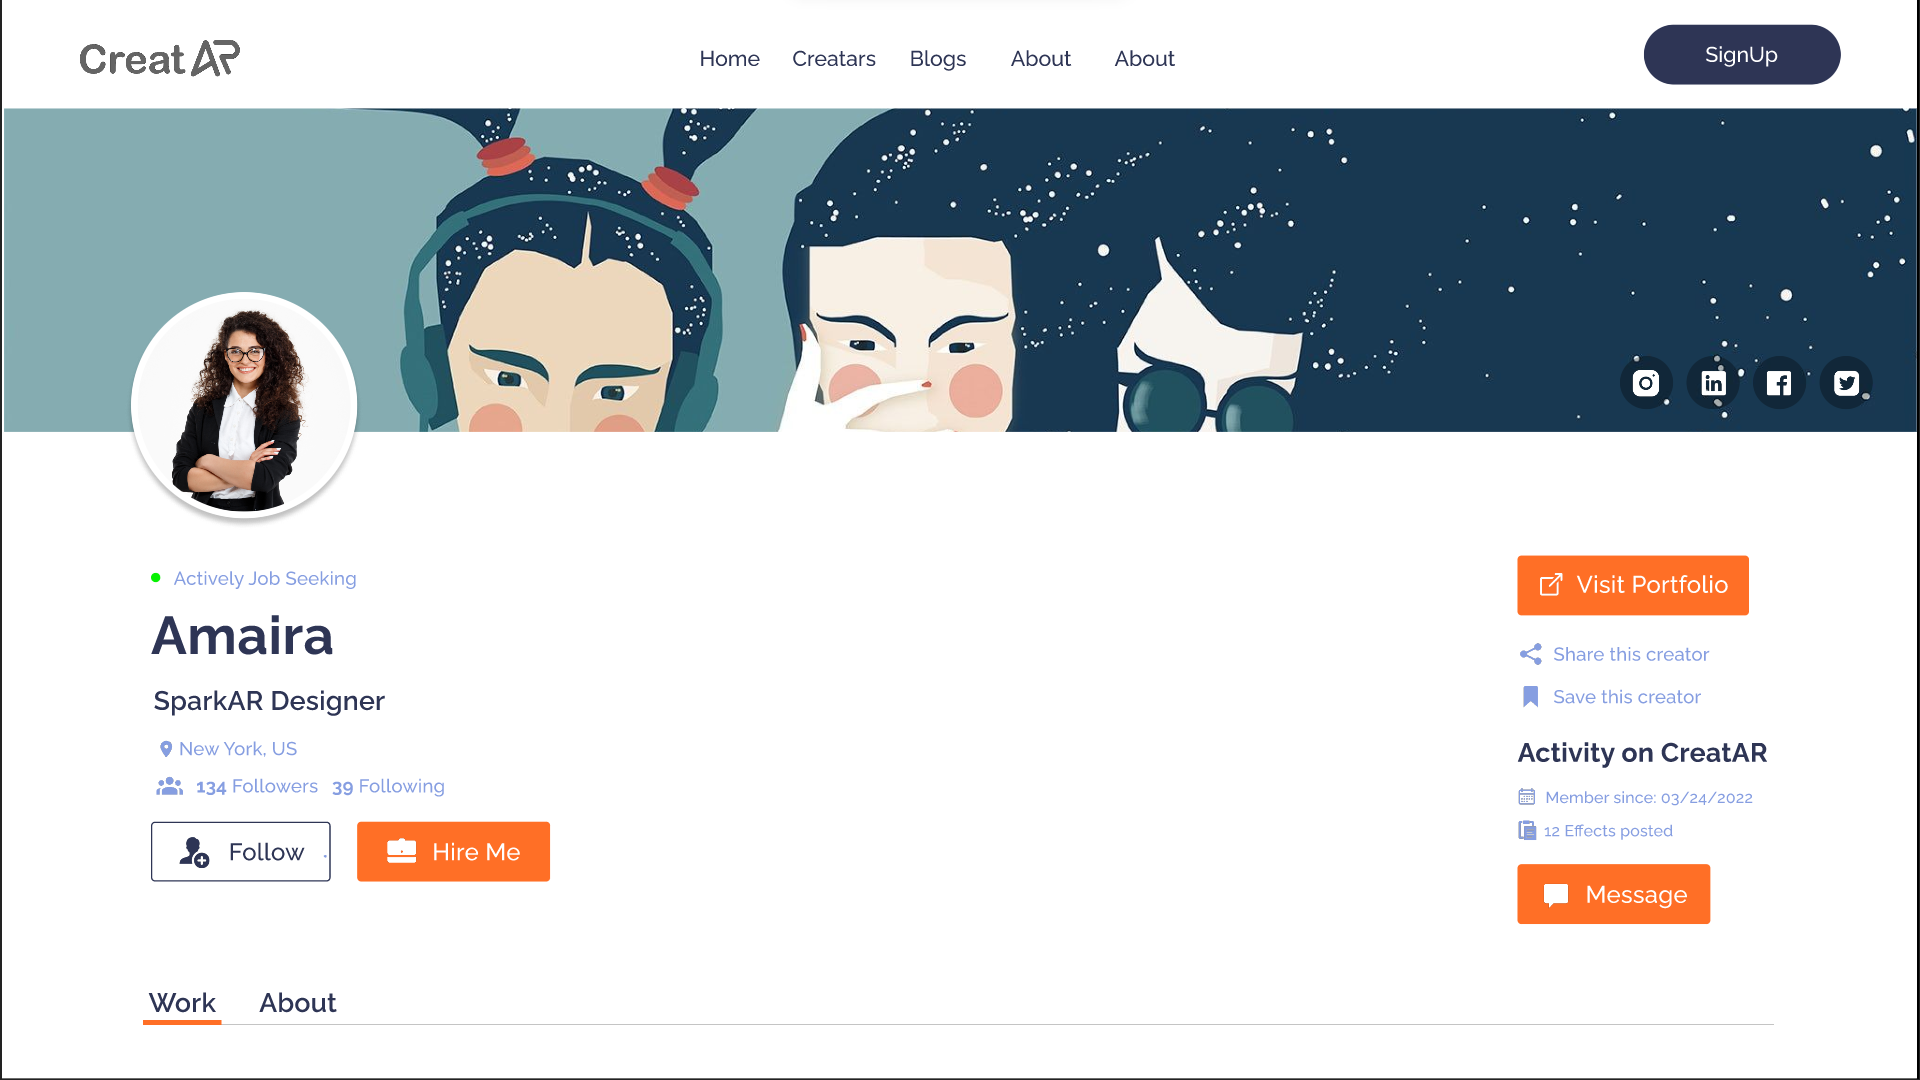 CreatAR
Home Creatars Blogs About About
SignUp
in
Actively Job Seeking
Amaira
SparkAR Designer
New York, US
134 Followers 39 Following
Follow
Hire Me
Visit Portfolio
Share this creator
Save this creator
Activity on CreatAR
Member since: 03/24/2022
12 Effects posted
Message
Work About